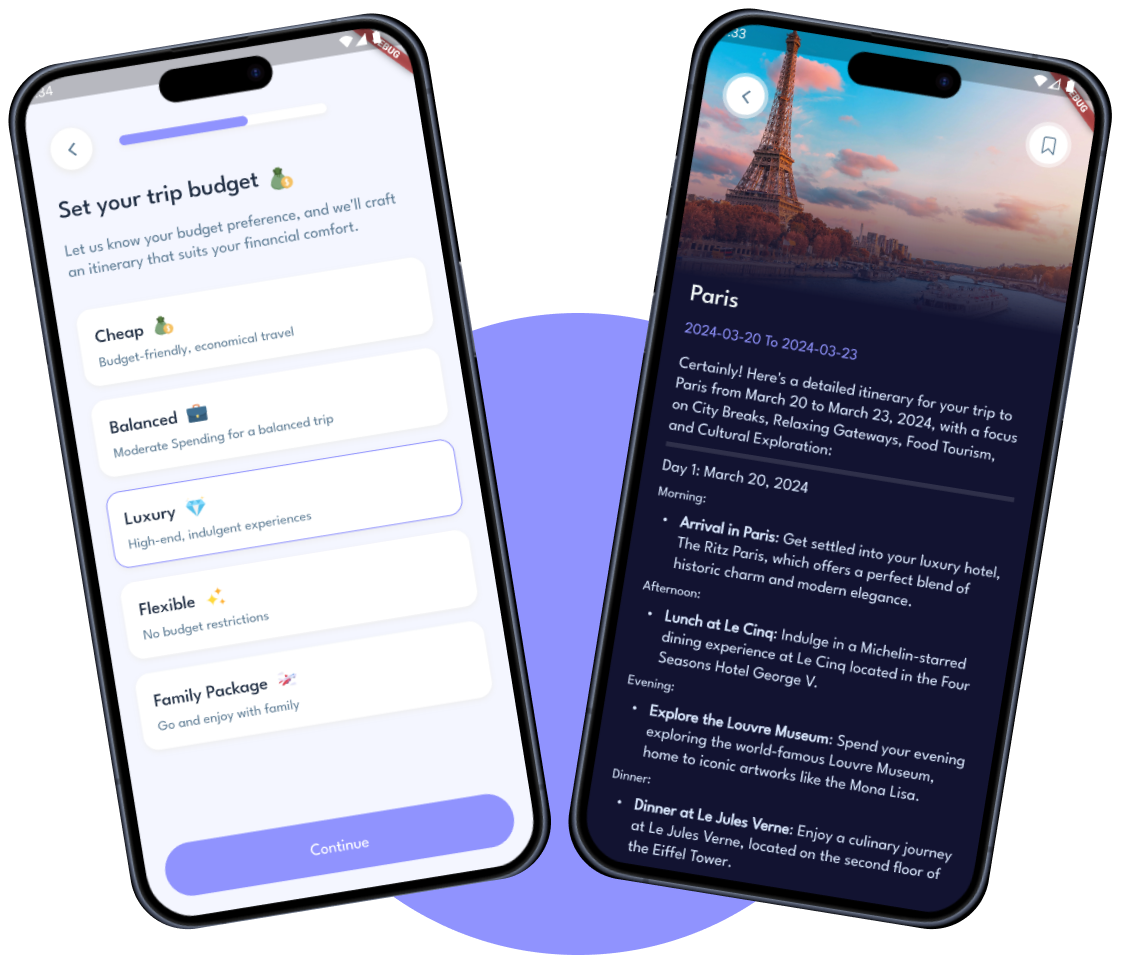 :34
EBUG
Set your trip budget
Let us know your budget preference, and we'll craft
an itinerary that suits your financial comfort.
Cheap
Budget-friendly, economical travel
Balanced
Moderate Spending for a balanced trip
Luxury
High-end, indulgent experiences
Flexible
No budget restrictions
Family Package
Go and enjoy with family
Continue
:33
EBUG
Paris
2024-03-20 To 2024-03-23
Certainly! Here's a detailed itinerary for your trip to
Paris from March 20 to March 23, 2024, with a focus
on City Breaks, Relaxing Gateways, Food Tourism,
and Cultural Exploration:
Day 1: March 20, 2024
Morning:
• Arrival in Paris: Get settled into your luxury hotel,
The Ritz Paris, which offers a perfect blend of
historic charm and modern elegance.
Afternoon:
• Lunch at Le Cinq: Indulge in a Michelin-starred
dining experience at Le Cinq located in the Four
Seasons Hotel George V.
Evening:
• Explore the Louvre Museum: Spend your evening
exploring the world-famous Louvre Museum,
home to iconic artworks like the Mona Lisa.
Dinner:
• Dinner at Le Jules Verne: Enjoy a culinary journey
at Le Jules Verne, located on the second floor of
the Eiffel Tower.